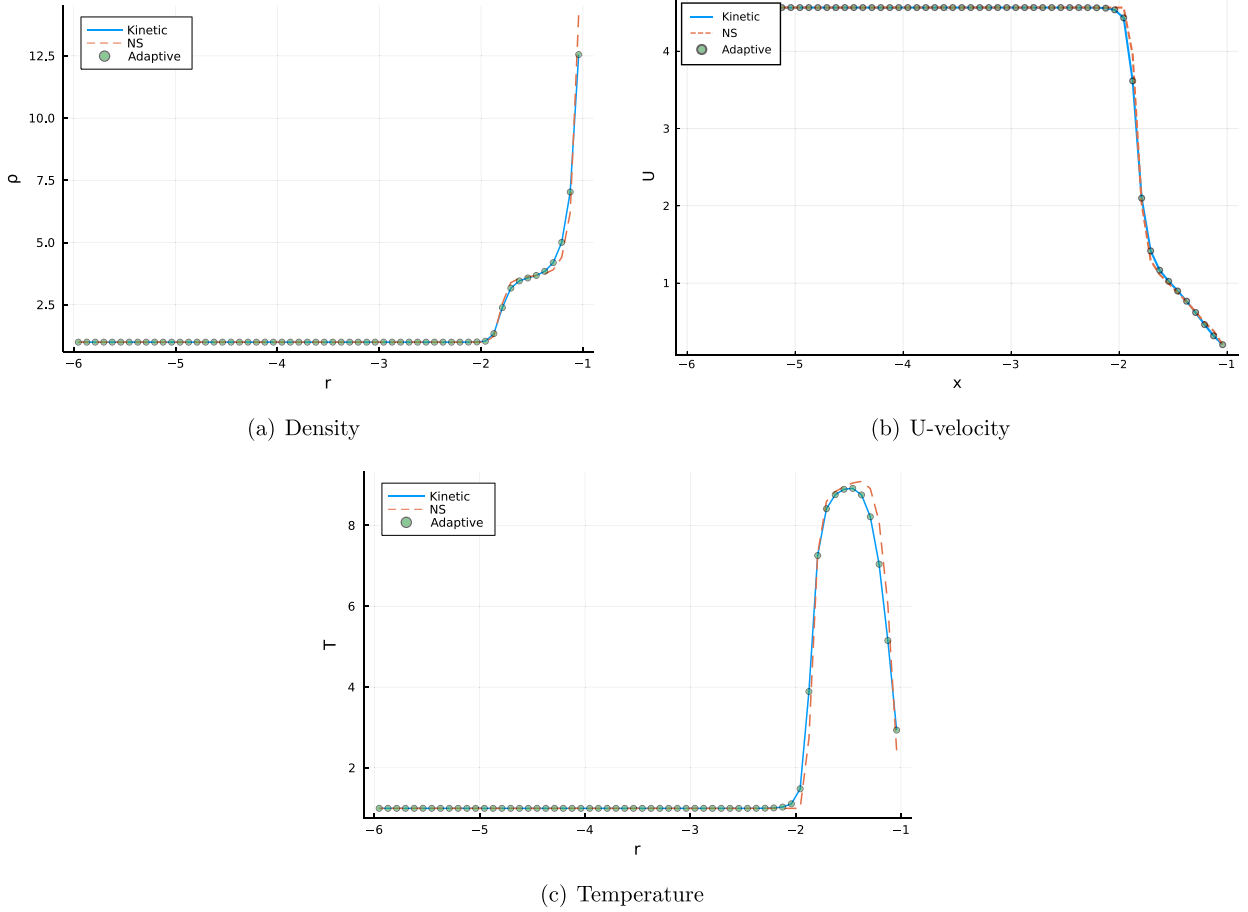 Kinetic
NS
Adaptive
ρ
12.5
10.0
7.5
5.0
2.5
−6
−5
−4
−3
−2
−1
r
(a) Density
Kinetic
NS
Adaptive
U
4
3
2
1
−6
−5
−4
−3
−2
−1
x
(b) U-velocity
Kinetic
NS
Adaptive
T
8
6
4
2
−6
−5
−4
−3
−2
−1
r
(c) Temperature